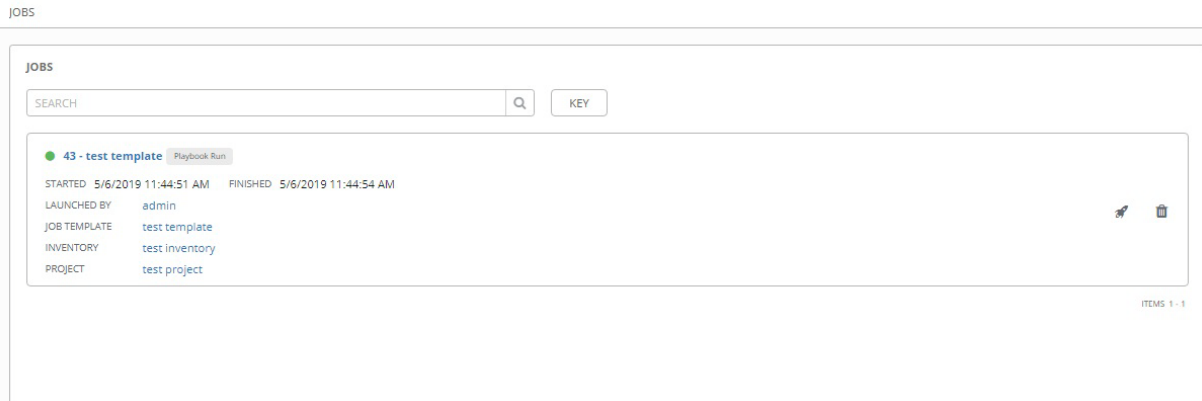 JOBS
JOBS
SEARCH
KEY
43 - test template Playbook Run
STARTED 5/6/2019 11:44:51 AM FINISHED 5/6/2019 11:44:54 AM
LAUNCHED BY admin
JOB TEMPLATE test template
INVENTORY test inventory
PROJECT test project
ITEMS 1 - 1